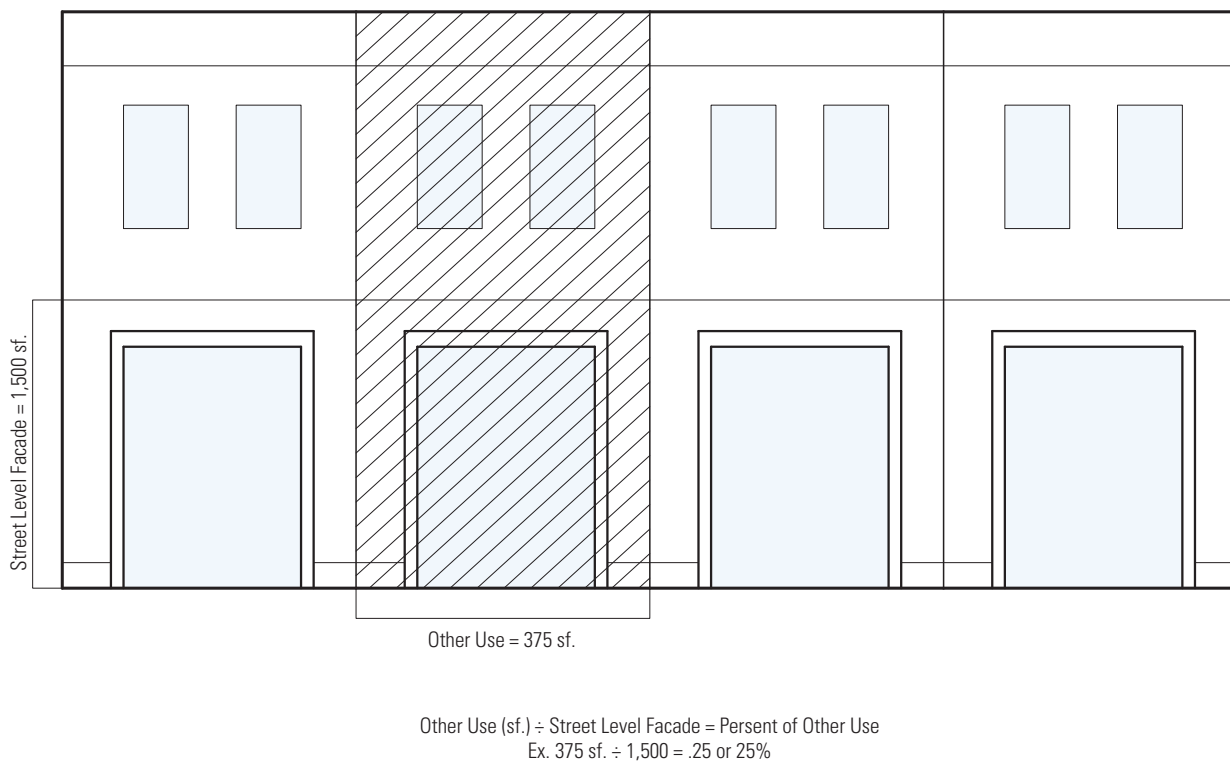 Street Level Facade = 1,500 sf.
Other Use = 375 sf.
Other Use (sf.) ÷ Street Level Facade = Persent of Other Use
Ex. 375 sf. ÷ 1,500 = .25 or 25%